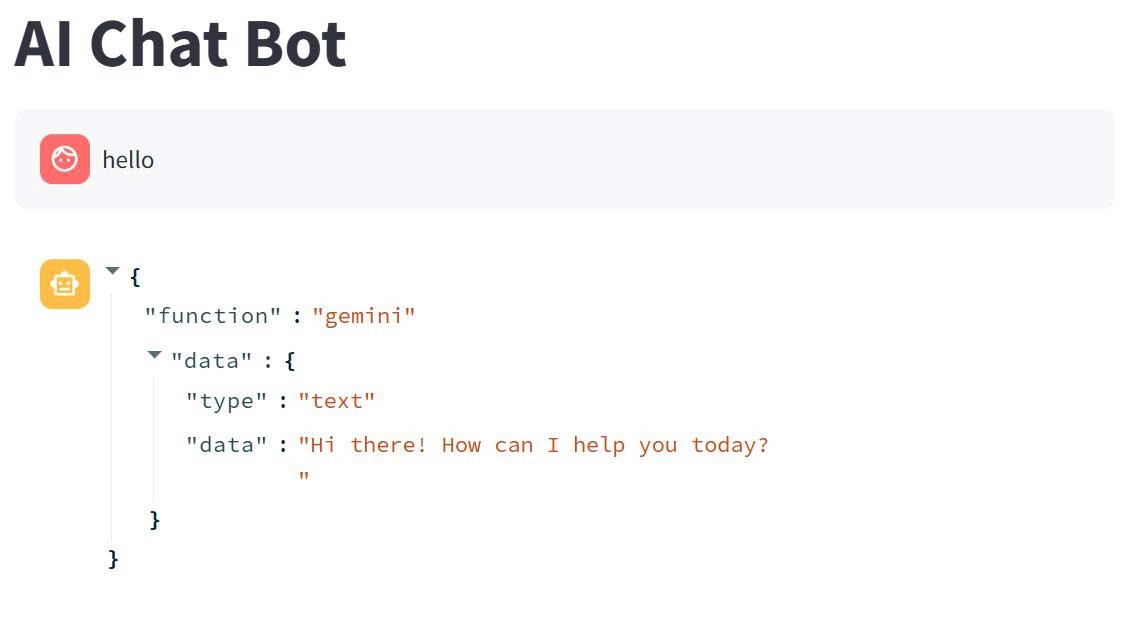 AI Chat Bot
hello
{
"function" : "gemini"
"data" : {
"type" : "text"
"data" : "Hi there! How can I help you today?
"
}
}